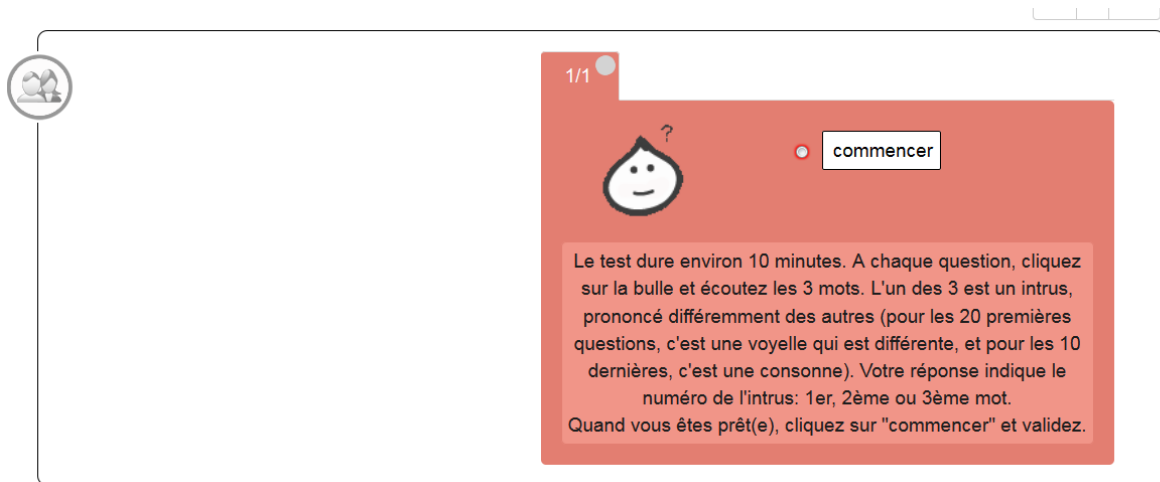 1/1
?
commencer
Le test dure environ 10 minutes. A chaque question, cliquez
sur la bulle et écoutez les 3 mots. L'un des 3 est un intrus,
prononcé différemment des autres (pour les 20 premières
questions, c'est une voyelle qui est différente, et pour les 10
dernières, c'est une consonne). Votre réponse indique le
numéro de l'intrus: 1er, 2ème ou 3ème mot.
Quand vous êtes prêt(e), cliquez sur "commencer" et validez.